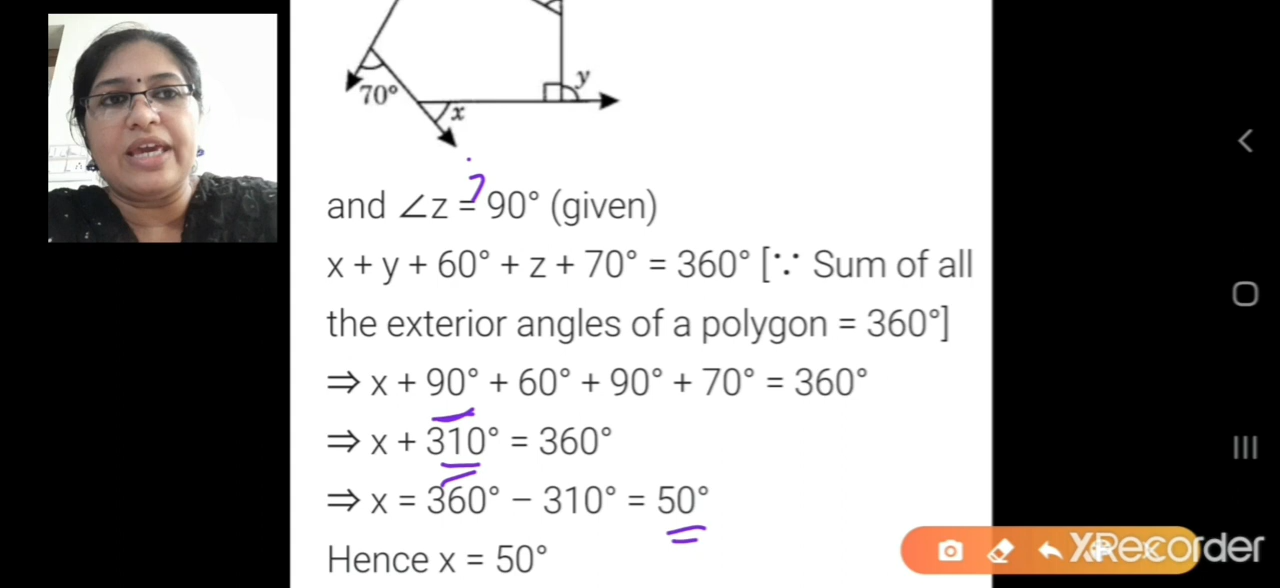 70°
x
y
and ∠z = 90° (given)
x + y + 60° + z + 70° = 360° [∵ Sum of all
the exterior angles of a polygon = 360°]
⇒ x + 90° + 60° + 90° + 70° = 360°
⇒ x + 310° = 360°
⇒ x = 360° – 310° = 50°
Hence x = 50°
XRecorder